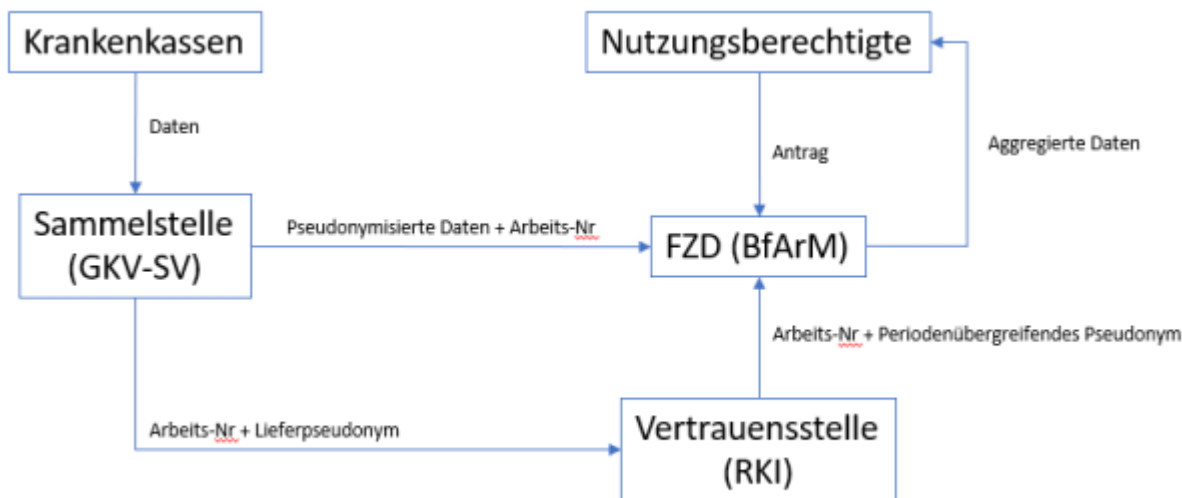 Krankenkassen
Nutzungsberechtigte
Daten
Antrag
Aggregierte Daten
Sammelstelle
(GKV-SV)
Pseudonymisierte Daten + Arbeits-Nr
FZD (BfArM)
Arbeits-Nr + Periodenübergreifendes Pseudonym
Arbeits-Nr + Lieferpseudonym
Vertrauensstelle
(RKI)